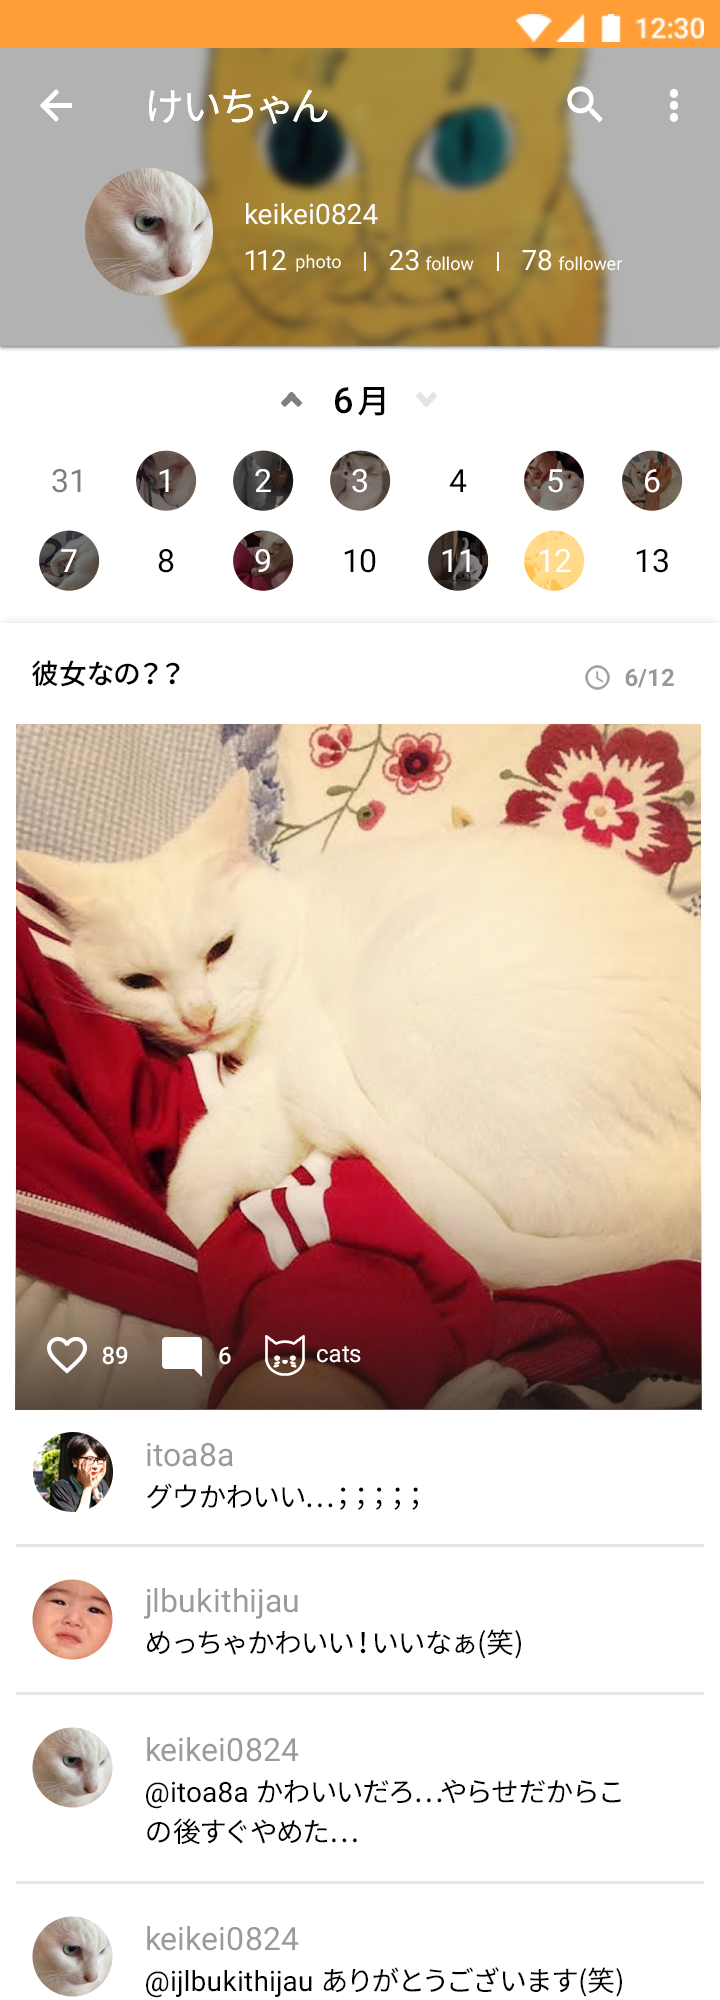 12:30
けいちゃん
keikei0824
112 photo | 23 follow | 78 follower
6月
31 1 2 3 4 5 6
7 8 9 10 11 12 13
彼女なの？？
6/12
89 6 cats
itoa8a
グウかわいい…；；；；；
jlbukithijau
めっちゃかわいい！いいなぁ(笑)
keikei0824
@itoa8a かわいいだろ…やらせだからこ
の後すぐやめた…
keikei0824
@ijlbukithijau ありがとうございます(笑)